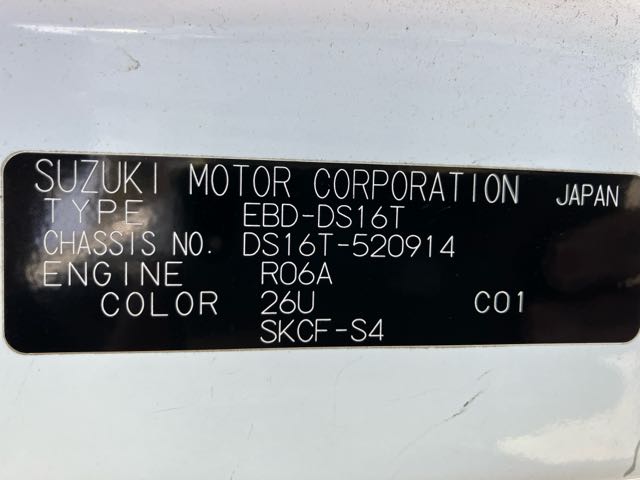 SUZUKI MOTOR CORPORATION JAPAN
TYPE EBD-DS16T
CHASSIS NO. DS16T-520914
ENGINE R06A
COLOR 26U C01
SKCF-S4